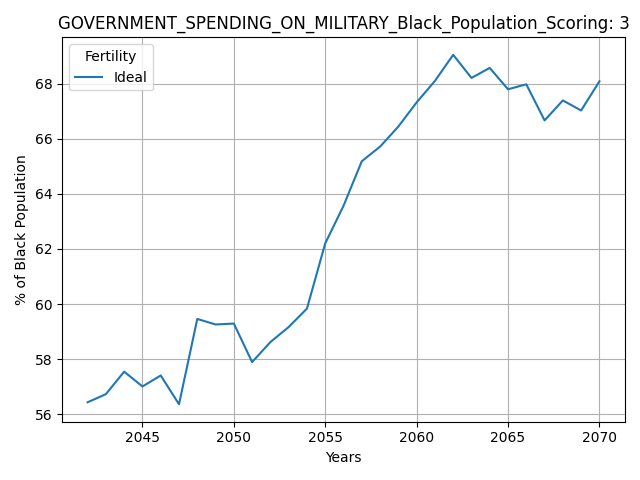 GOVERNMENT_SPENDING_ON_MILITARY_Black_Population_Scoring: 3
Fertility
Ideal
% of Black Population
68
66
64
62
60
58
56
2045 2050 2055 2060 2065 2070
Years